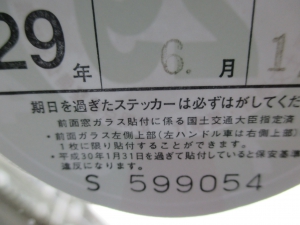 29年 6.月 1
期日を過ぎたステッカーは必ずはがしてくだ
前面窓ガラス貼付に係る国土交通大臣指定済
・前面ガラス左側上部(左ハンドル車は右側上部)
1枚に限り貼付することができます。
・平成30年1月31日を過ぎて貼付していると保安基準
違反になります。
S 599054